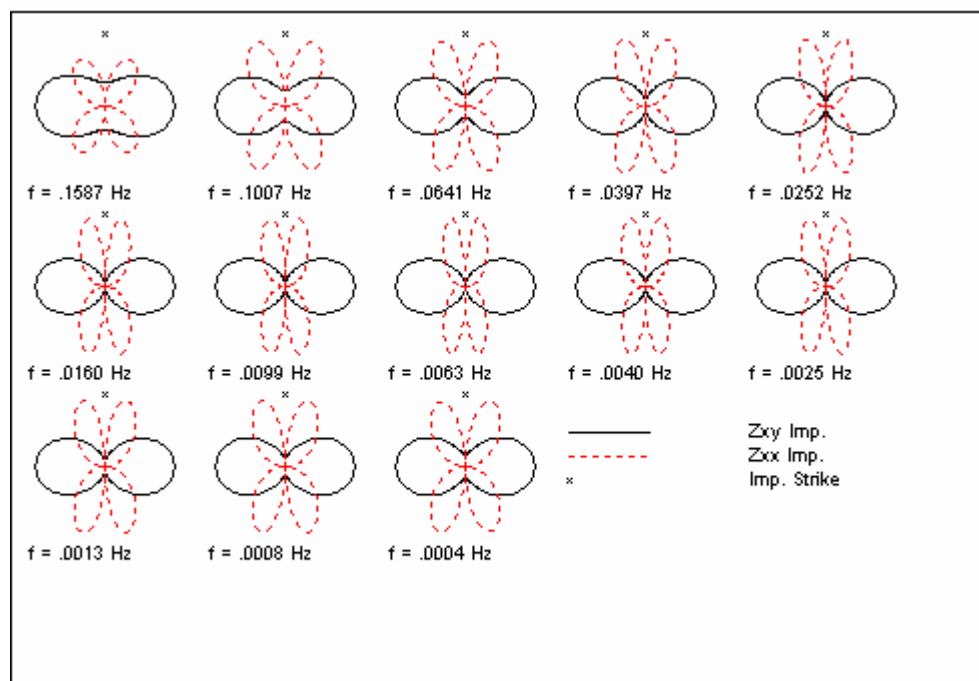 f = .1587 Hz
f = .1007 Hz
f = .0641 Hz
f = .0397 Hz
f = .0252 Hz
f = .0160 Hz
f = .0099 Hz
f = .0063 Hz
f = .0040 Hz
f = .0025 Hz
f = .0013 Hz
f = .0008 Hz
f = .0004 Hz
Zxy Imp.
Zxx Imp.
Imp. Strike